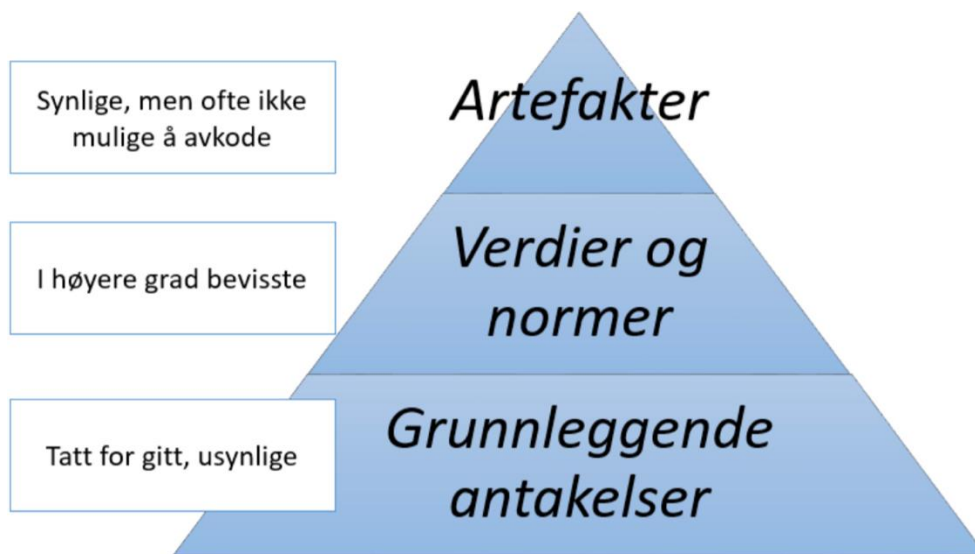 Synlige, men ofte ikke
mulige å avkode
Artefakter
I høyere grad bevisste
Verdier og
normer
Tatt for gitt, usynlige
Grunnleggende
antakelser